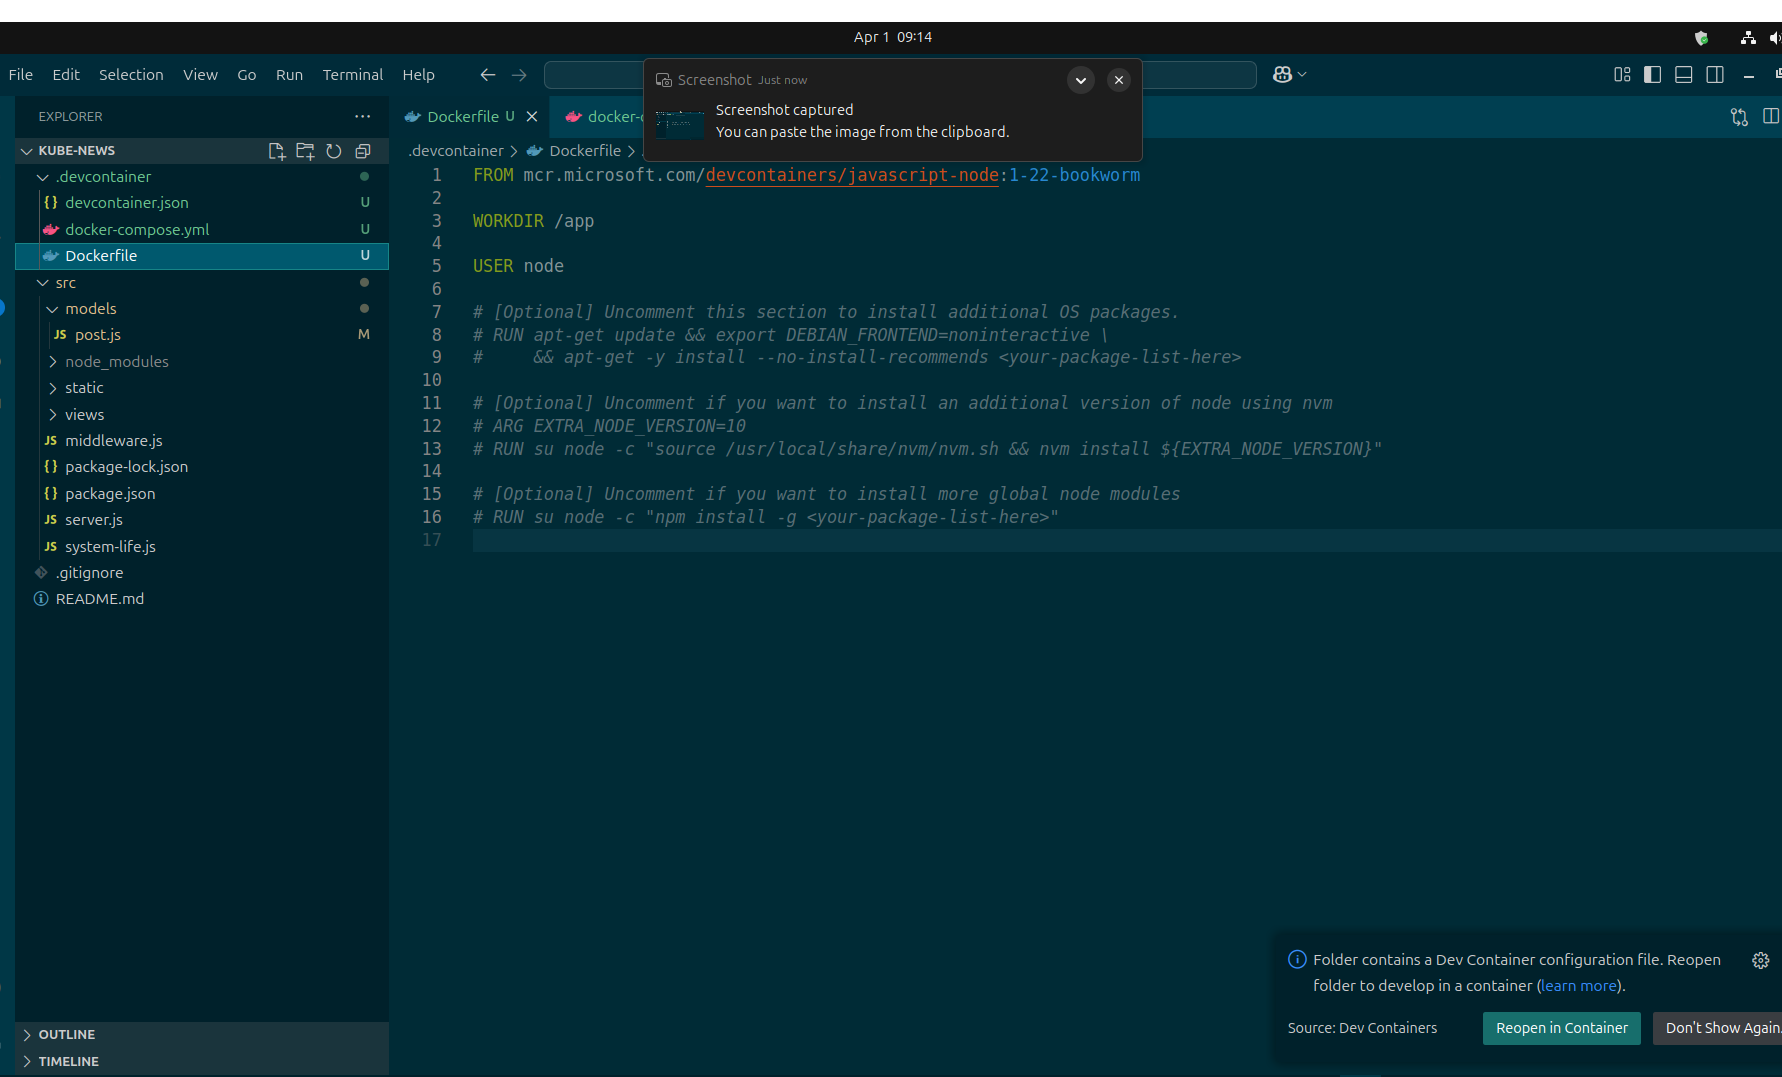 Apr 1 09:14
File Edit Selection View Go Run Terminal Help
Screenshot Just now
Screenshot captured
You can paste the image from the clipboard.
EXPLORER
KUBE-NEWS
.devcontainer
{} devcontainer.json U
docker-compose.yml U
Dockerfile U
src
models
JS post.js M
node_modules
static
views
JS middleware.js
{} package-lock.json
{} package.json
JS server.js
JS system-life.js
.gitignore
README.md
OUTLINE
TIMELINE
Dockerfile U
.devcontainer > Dockerfile >
1 FROM mcr.microsoft.com/devcontainers/javascript-node:1-22-bookworm
2
3 WORKDIR /app
4
5 USER node
6
7 # [Optional] Uncomment this section to install additional OS packages.
8 # RUN apt-get update && export DEBIAN_FRONTEND=noninteractive \
9 #     && apt-get -y install --no-install-recommends <your-package-list-here>
10
11 # [Optional] Uncomment if you want to install an additional version of node using nvm
12 # ARG EXTRA_NODE_VERSION=10
13 # RUN su node -c "source /usr/local/share/nvm/nvm.sh && nvm install ${EXTRA_NODE_VERSION}"
14
15 # [Optional] Uncomment if you want to install more global node modules
16 # RUN su node -c "npm install -g <your-package-list-here>"
17
Folder contains a Dev Container configuration file. Reopen
folder to develop in a container (learn more).
Source: Dev Containers
Reopen in Container
Don't Show Again